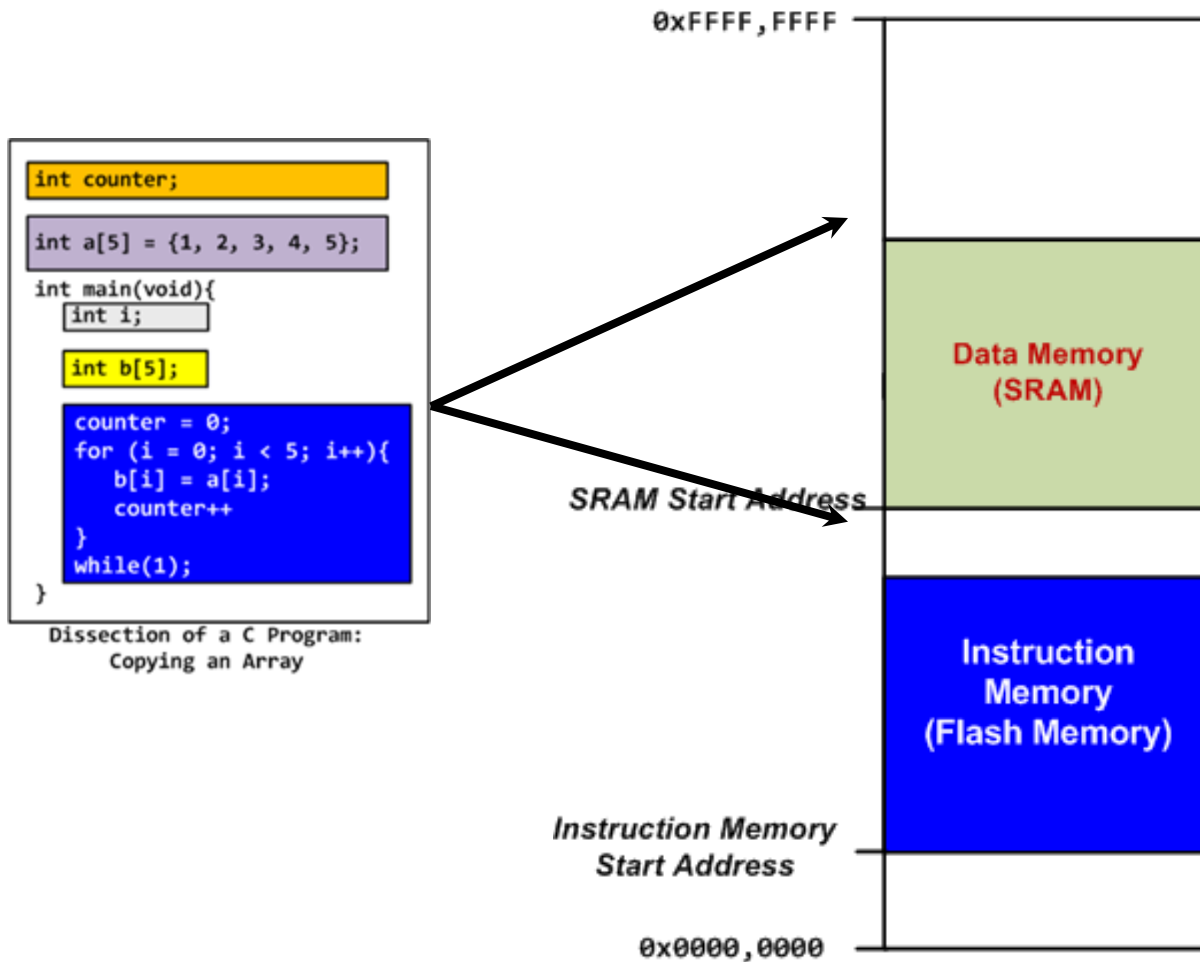 0xFFFF,FFFF
int counter;
int a[5] = {1, 2, 3, 4, 5};
int main(void){
int i;
int b[5];
counter = 0;
for (i = 0; i < 5; i++){
b[i] = a[i];
counter++
}
while(1);
}
Dissection of a C Program:
Copying an Array
Data Memory
(SRAM)
SRAM Start Address
Instruction
Memory
(Flash Memory)
Instruction Memory
Start Address
0x0000,0000